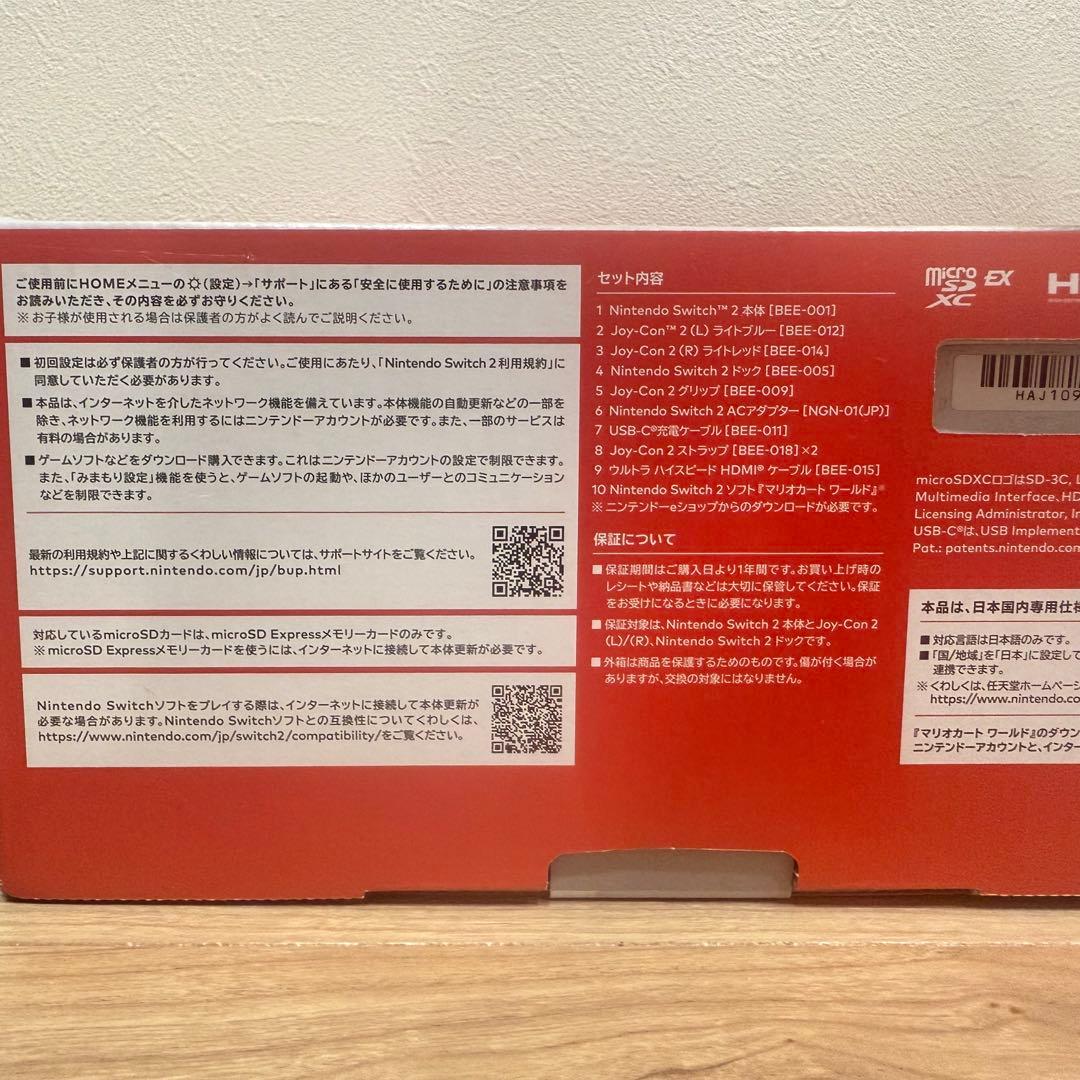 ご使用前にHOMEメニューの(設定)→「サポート」にある「安全に使用するために」の注意事項を
お読みいただき、その内容を必ずお守りください。
※お子様が使用される場合は保護者の方がよく読んでご説明ください。
■初回設定は必ず保護者の方が行ってください。ご使用にあたり、「Nintendo Switch 2 利用規約」に
同意していただく必要があります。
■本品は、インターネットを介したネットワーク機能を備えています。本体機能の自動更新などの一部を
除き、ネットワーク機能を利用するにはニンテンドーアカウントが必要です。また、一部のサービスは
有料の場合があります。
■ゲームソフトなどをダウンロード購入できます。これはニンテンドーアカウントの設定で制限できます。
また、「みまもり設定」機能を使うと、ゲームソフトの起動や、ほかのユーザーとのコミュニケーション
などを制限できます。
最新の利用規約や上記に関するくわしい情報については、サポートサイトをご覧ください。
https://support.nintendo.com/jp/bup.html
対応しているmicroSDカードは、microSD Expressメモリーカードのみです。
※microSD Expressメモリーカードを使うには、インターネットに接続して本体更新が必要です。
Nintendo Switchソフトをプレイする際は、インターネットに接続して本体更新が
必要な場合があります。Nintendo Switchソフトとの互換性についてくわしくは、
https://www.nintendo.com/jp/switch2/compatibility/をご覧ください。
セット内容
1 Nintendo Switch™ 2 本体 [BEE-001]
2 Joy-Con™ 2 (L) ライトブルー [BEE-012]
3 Joy-Con 2 (R) ライトレッド [BEE-014]
4 Nintendo Switch 2 ドック [BEE-005]
5 Joy-Con 2 グリップ [BEE-009]
6 Nintendo Switch 2 ACアダプター [NGN-01(JP)]
7 USB-C®充電ケーブル [BEE-011]
8 Joy-Con 2 ストラップ [BEE-018]×2
9 ウルトラ ハイスピード HDMI® ケーブル [BEE-015]
10 Nintendo Switch 2 ソフト『マリオカート ワールド』※
※ ニンテンドーeショップからのダウンロードが必要です。
保証について
■保証期間はご購入日より1年間です。お買い上げ時の
レシートや納品書などは大切に保管してください。保証
をお受けになるときに必要になります。
■保証対象は、Nintendo Switch 2 本体とJoy-Con 2
(L)/(R)、Nintendo Switch 2 ドックです。
■外箱は商品を保護するためのものです。傷が付く場合が
ありますが、交換の対象にはなりません。
micro SD XC EX
H
HAJ109
microSDXCロゴはSD-3C, L
Multimedia Interface、HD
Licensing Administrator, In
USB-C®は、USB Implement
Pat.: patents.nintendo.com
本品は、日本国内専用仕様
■対応言語は日本語のみです。
■「国/地域」を「日本」に設定して
連携できます。
※くわしくは、任天堂ホームページ
https://www.nintendo.co
『マリオカート ワールド』のダウン
ニンテンドーアカウントと、インター